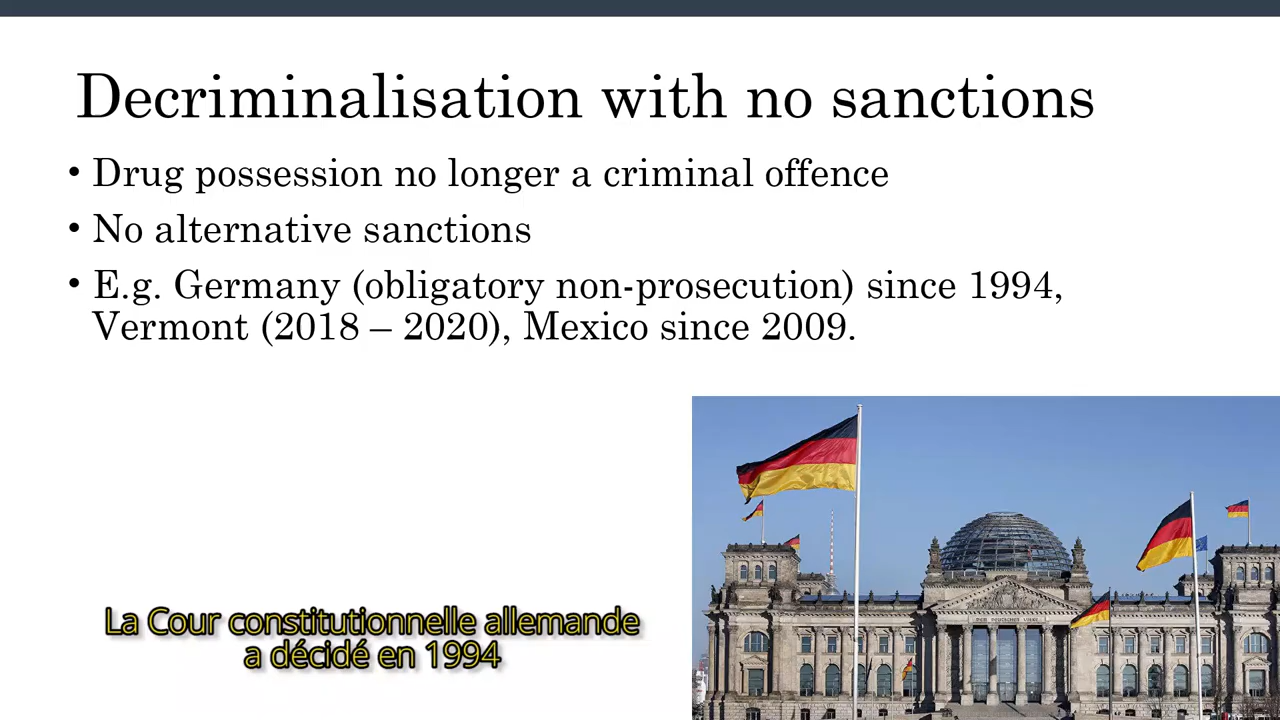 Decriminalisation with no sanctions
• Drug possession no longer a criminal offence
• No alternative sanctions
• E.g. Germany (obligatory non-prosecution) since 1994,
Vermont (2018 – 2020), Mexico since 2009.
La Cour constitutionnelle allemande
a décidé en 1994